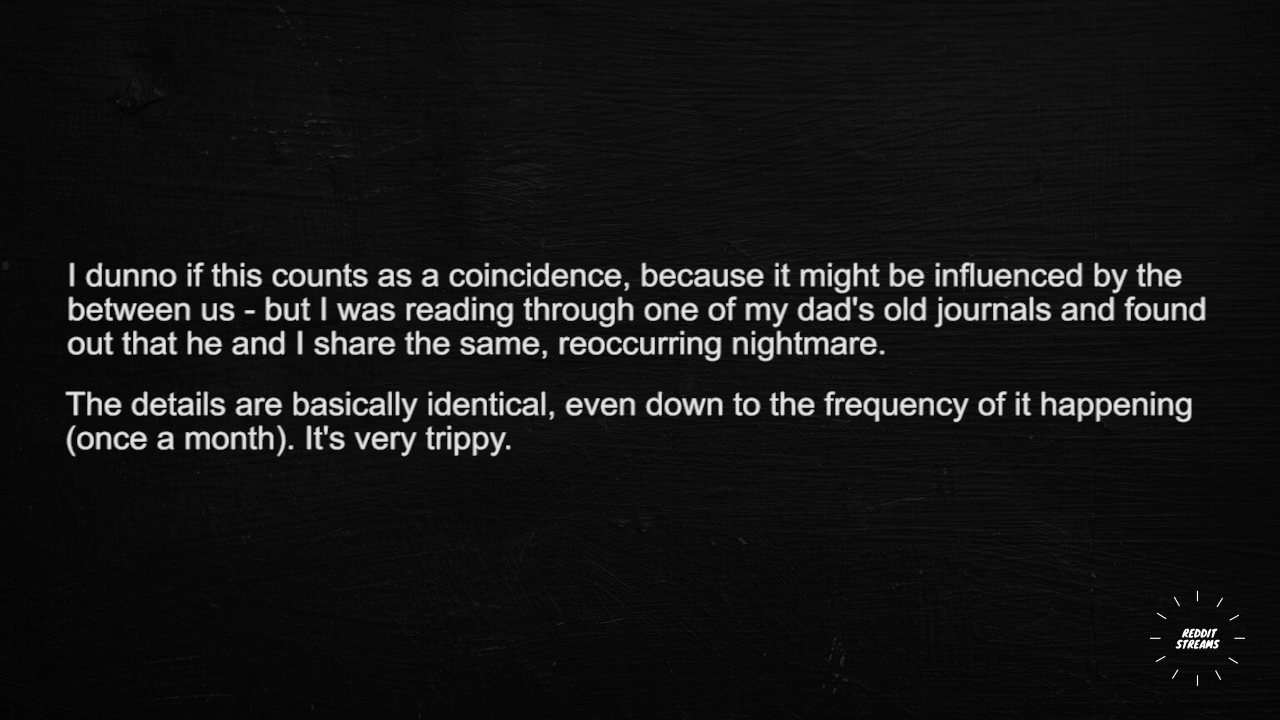 I dunno if this counts as a coincidence, because it might be influenced by the
between us - but I was reading through one of my dad's old journals and found
out that he and I share the same, reoccurring nightmare.
The details are basically identical, even down to the frequency of it happening
(once a month). It's very trippy.
REDDIT
STREAMS